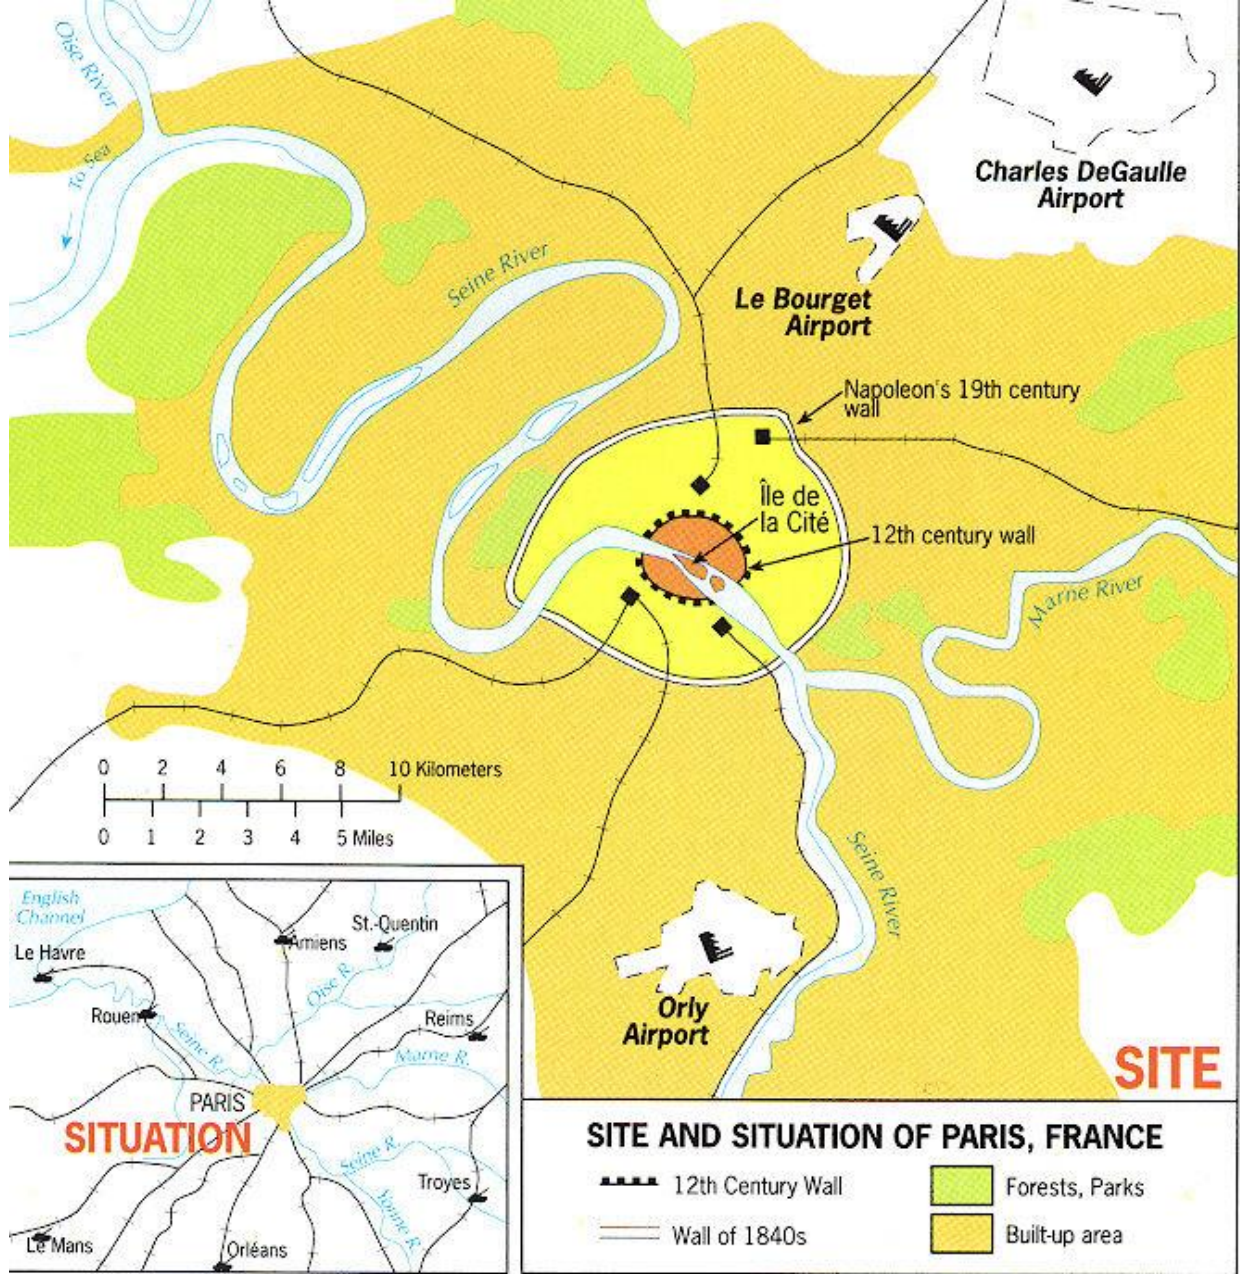 Oise River
To Sea
Charles DeGaulle
Airport
Seine River
Le Bourget
Airport
Napoleon's 19th century
wall
Île de
la Cité
12th century wall
Marne River
0 2 4 6 8 10 Kilometers
0 1 2 3 4 5 Miles
Seine River
Orly
Airport
SITE
English
Channel
St.-Quentin
Amiens
Le Havre
Oise R.
Rouen
Reims
Seine R.
Marne R.
PARIS
SITUATION
Seine R.
Troyes
Yonne R.
Le Mans
Orléans
SITE AND SITUATION OF PARIS, FRANCE
12th Century Wall
Forests, Parks
Wall of 1840s
Built-up area